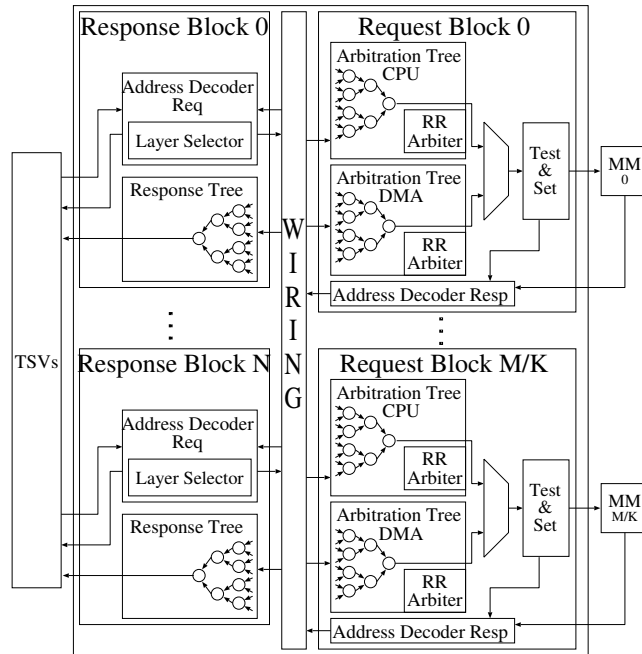 Response Block 0
Address Decoder
Req
Layer Selector
Response Tree
TSVs
WIRING
Request Block 0
Arbitration Tree
CPU
RR
Arbiter
Arbitration Tree
DMA
RR
Arbiter
Test
&
Set
MM
0
Address Decoder Resp
Response Block N
Address Decoder
Req
Layer Selector
Response Tree
Request Block M/K
Arbitration Tree
CPU
RR
Arbiter
Arbitration Tree
DMA
RR
Arbiter
Test
&
Set
MM
M/K
Address Decoder Resp